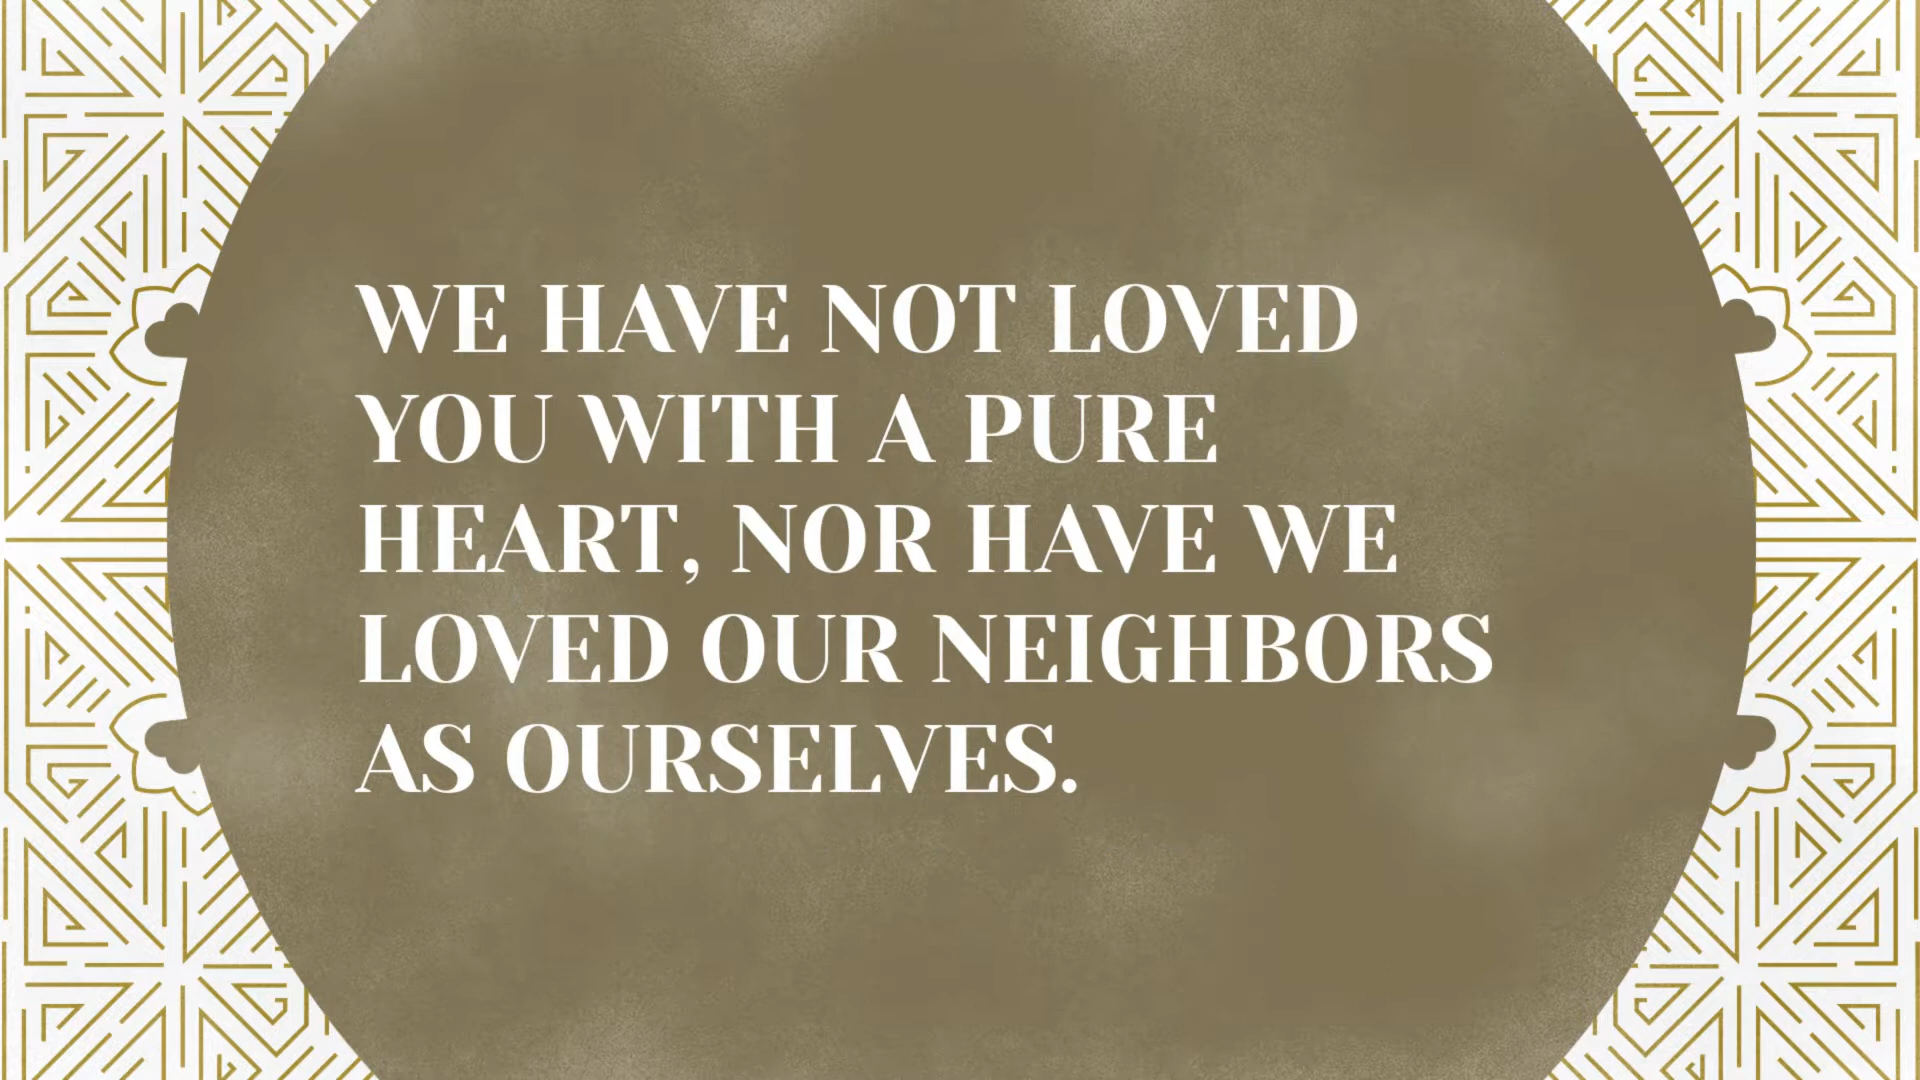 WE HAVE NOT LOVED
YOU WITH A PURE
HEART, NOR HAVE WE
LOVED OUR NEIGHBORS
AS OURSELVES.